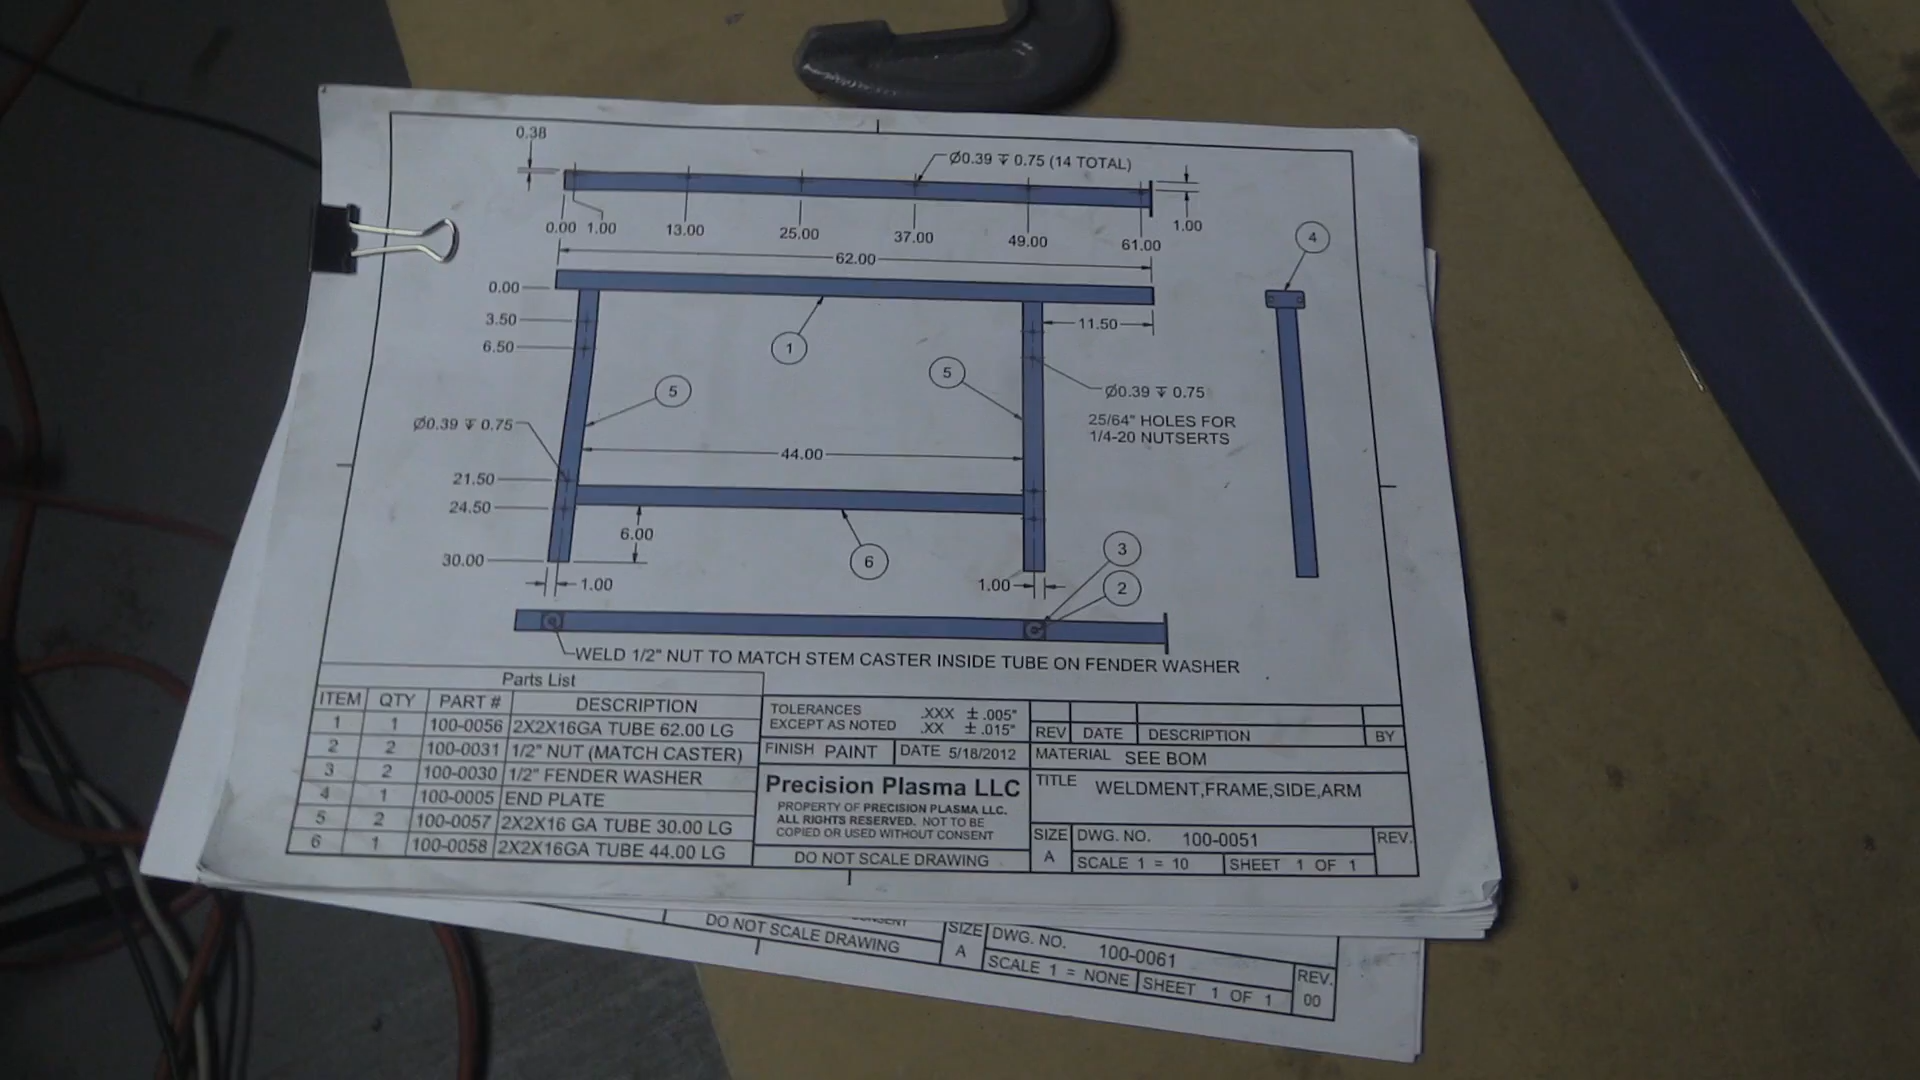 0.38
Ø0.39 ↧ 0.75 (14 TOTAL)
0.00 1.00 13.00 25.00 37.00 49.00 61.00
1.00
62.00
4
0.00
3.50
6.50
1
11.50
5
5
Ø0.39 ↧ 0.75
25/64" HOLES FOR
1/4-20 NUTSERTS
Ø0.39 ↧ 0.75
44.00
21.50
24.50
6.00
30.00
6
3
2
1.00
1.00
WELD 1/2" NUT TO MATCH STEM CASTER INSIDE TUBE ON FENDER WASHER
Parts List
ITEM QTY PART # DESCRIPTION
1 1 100-0056 2X2X16GA TUBE 62.00 LG
2 2 100-0031 1/2" NUT (MATCH CASTER)
3 2 100-0030 1/2" FENDER WASHER
4 1 100-0005 END PLATE
5 2 100-0057 2X2X16 GA TUBE 30.00 LG
6 1 100-0058 2X2X16GA TUBE 44.00 LG
TOLERANCES .XXX ± .005"
EXCEPT AS NOTED .XX ± .015"
FINISH PAINT DATE 5/18/2012
Precision Plasma LLC
PROPERTY OF PRECISION PLASMA LLC.
ALL RIGHTS RESERVED. NOT TO BE
COPIED OR USED WITHOUT CONSENT
DO NOT SCALE DRAWING
REV DATE DESCRIPTION BY
MATERIAL SEE BOM
TITLE WELDMENT,FRAME,SIDE,ARM
SIZE A DWG. NO. 100-0051 REV.
SCALE 1 = 10 SHEET 1 OF 1
DO NOT SCALE DRAWING
SIZE A DWG. NO. 100-0061
SCALE 1 = NONE SHEET 1 OF 1
REV. 00